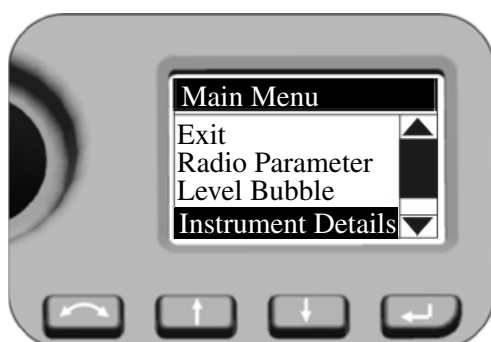 Main Menu
Exit
Radio Parameter
Level Bubble
Instrument Details